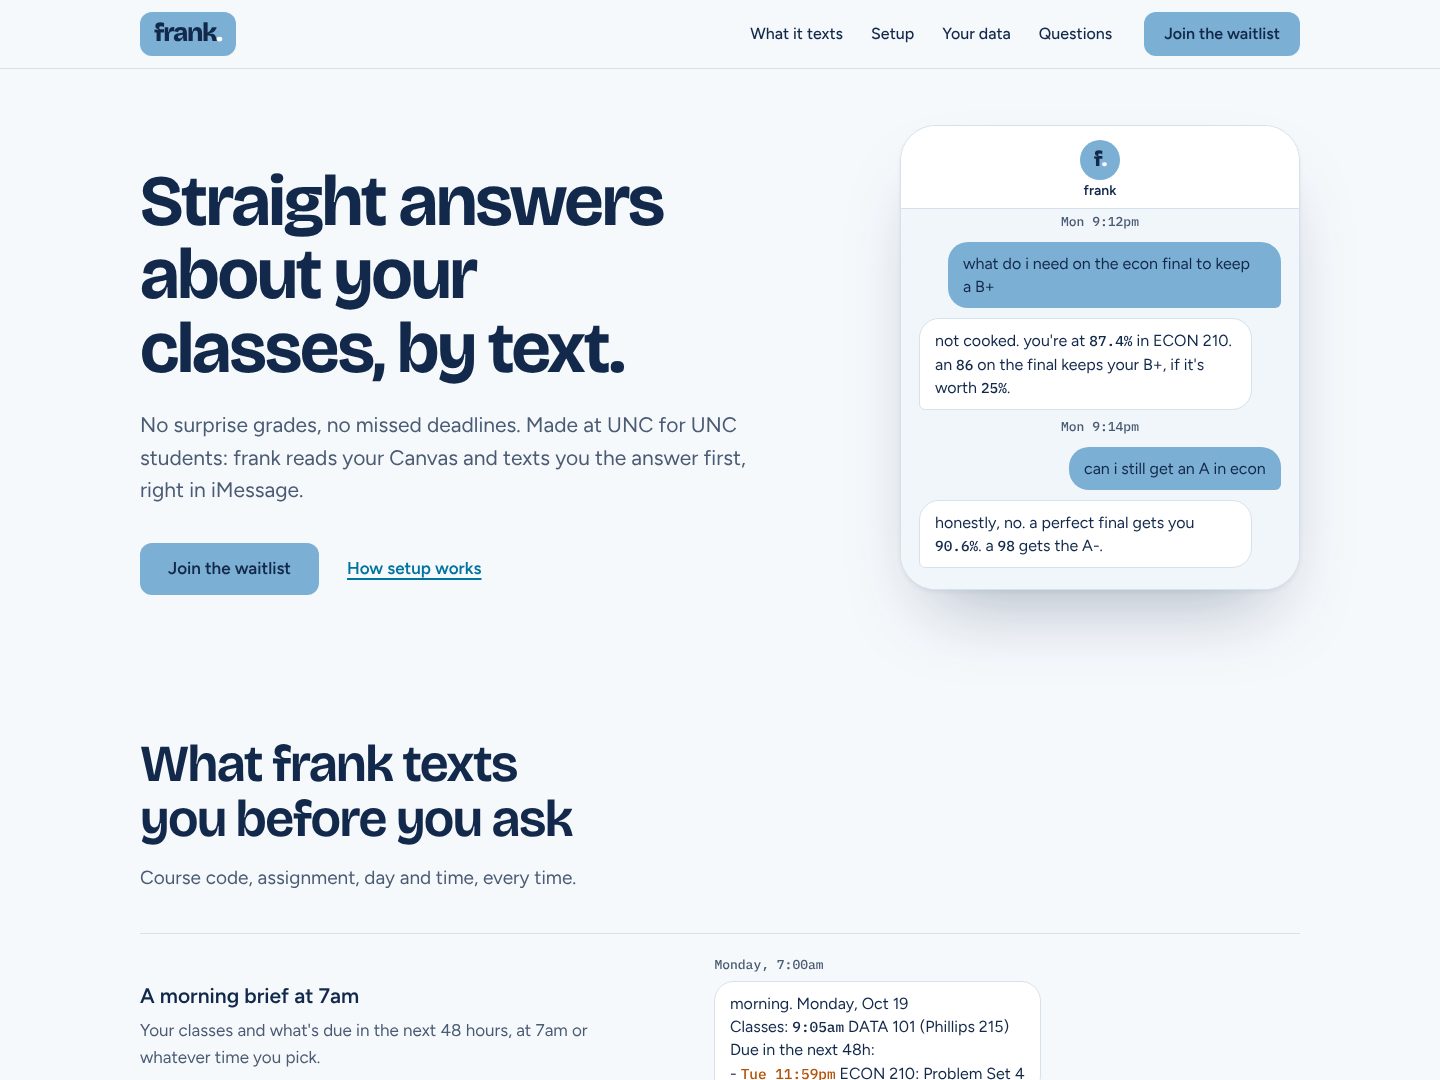 frank.
What it texts
Setup
Your data
Questions
Join the waitlist
Straight answers
about your
classes, by text.
No surprise grades, no missed deadlines. Made at UNC for UNC
students: frank reads your Canvas and texts you the answer first,
right in iMessage.
Join the waitlist
How setup works
f.
frank
Mon 9:12pm
what do i need on the econ final to keep
a B+
not cooked. you're at 87.4% in ECON 210.
an 86 on the final keeps your B+, if it's
worth 25%.
Mon 9:14pm
can i still get an A in econ
honestly, no. a perfect final gets you
90.6%. a 98 gets the A-.
What frank texts
you before you ask
Course code, assignment, day and time, every time.
A morning brief at 7am
Your classes and what's due in the next 48 hours, at 7am or
whatever time you pick.
Monday, 7:00am
morning. Monday, Oct 19
Classes: 9:05am DATA 101 (Phillips 215)
Due in the next 48h:
- Tue 11:59pm ECON 210: Problem Set 4